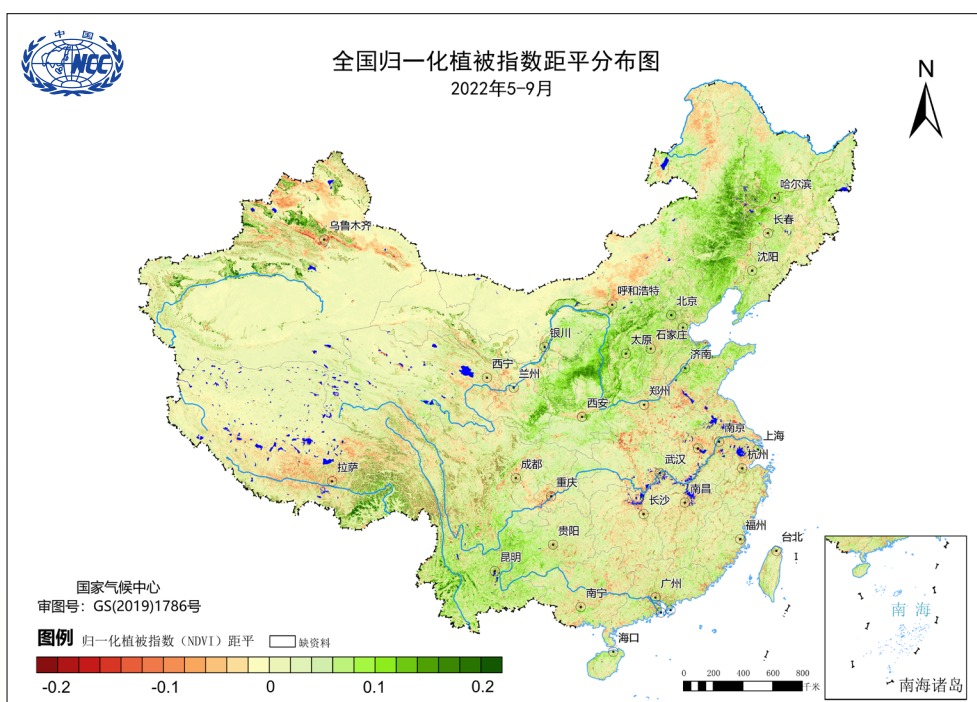 中国
NCC
全国归一化植被指数距平分布图
2022年5-9月
N
哈尔滨
长春
乌鲁木齐
沈阳
呼和浩特
北京
银川
太原
石家庄
济南
西宁
兰州
郑州
西安
南京
上海
杭州
武汉
拉萨
成都
重庆
南昌
长沙
福州
贵阳
台北
昆明
广州
南宁
海口
国家气候中心
审图号：GS(2019)1786号
图例 归一化植被指数（NDVI）距平 缺资料
-0.2 -0.1 0 0.1 0.2
0 200 400 600 800
千米
南海
南海诸岛